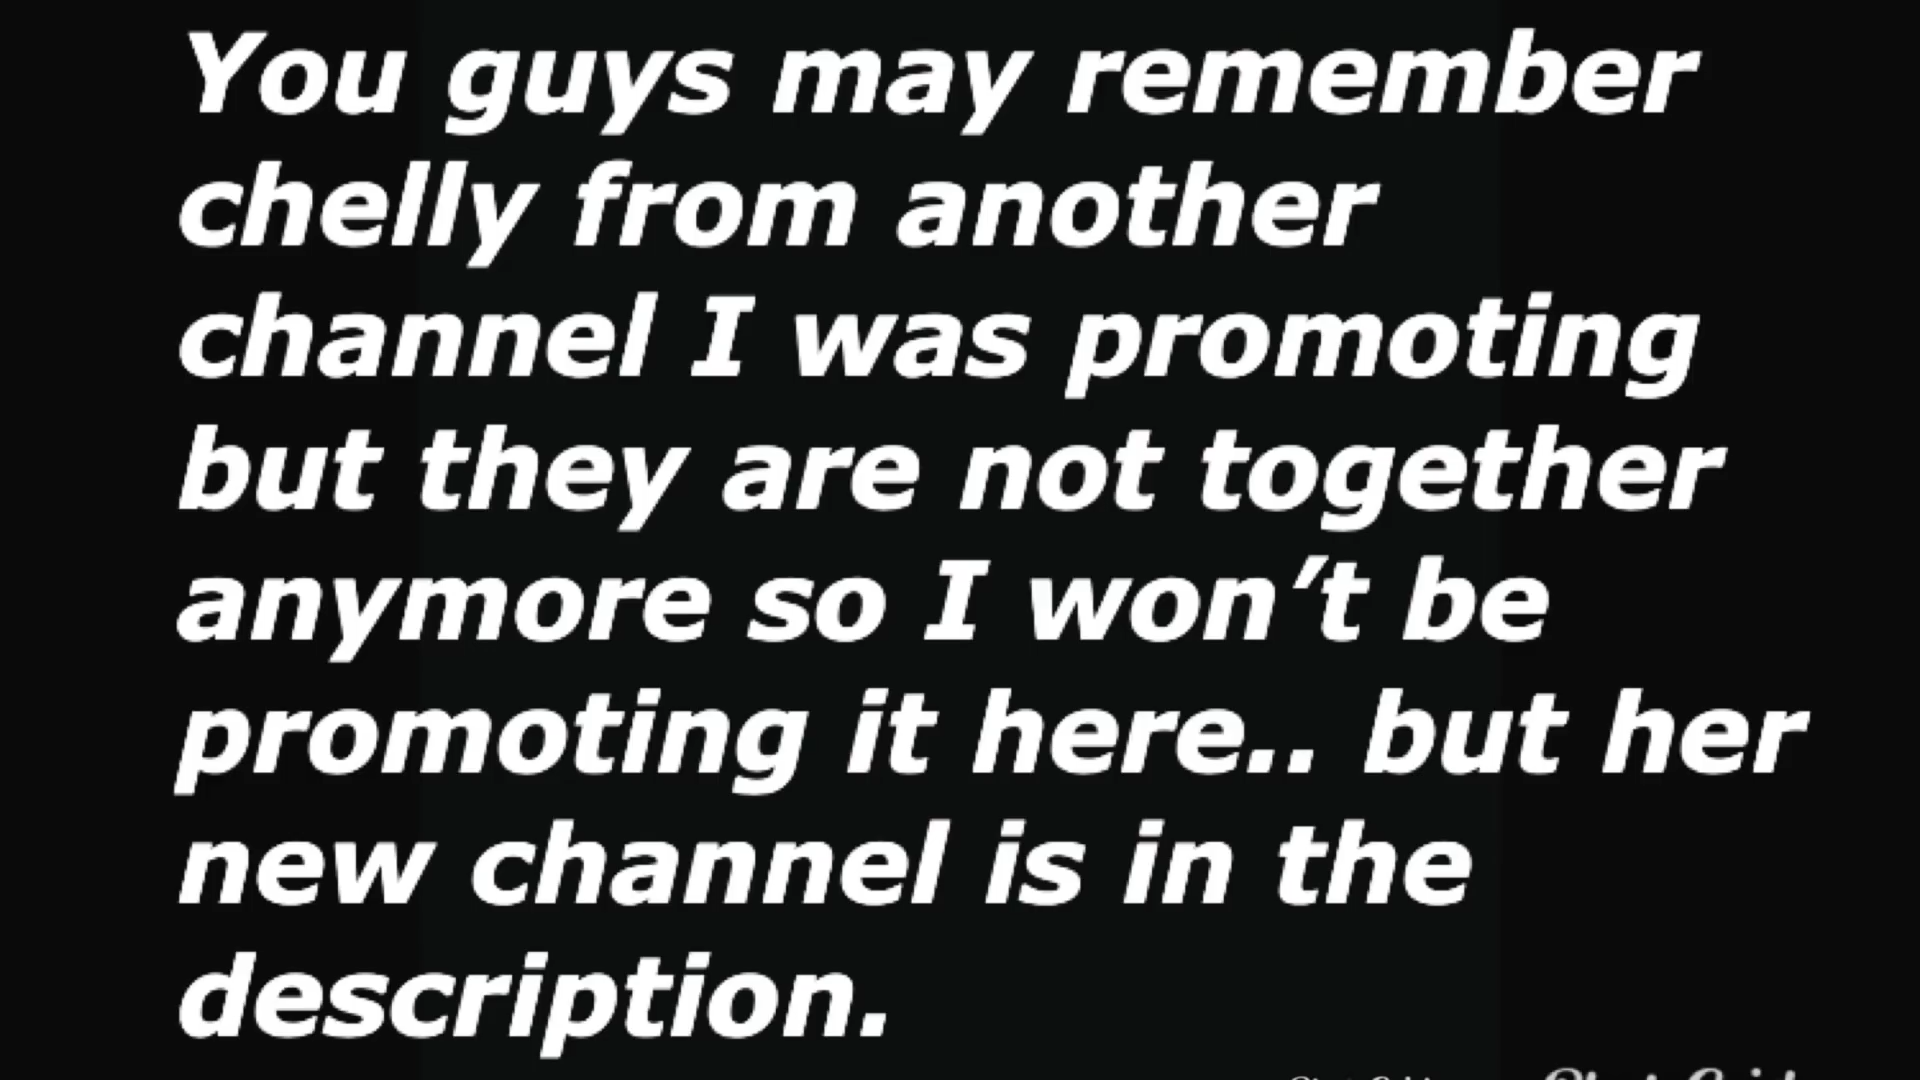 You guys may remember
chelly from another
channel I was promoting
but they are not together
anymore so I won’t be
promoting it here.. but her
new channel is in the
description.